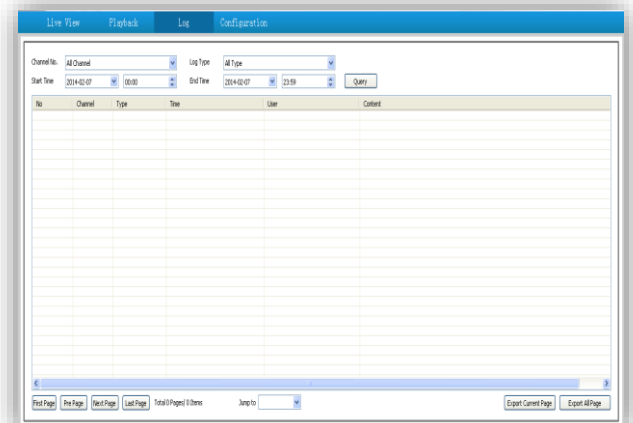 Live View Playback Log Configuration
Channel No. All Channel Log Type All Type
Start Time 2014-02-07 00:00 End Time 2014-02-07 23:59 Query
No Channel Type Time User Content
First Page Pre Page Next Page Last Page Total 0 Pages/ 0 Items Jump to Export Current Page Export All Page